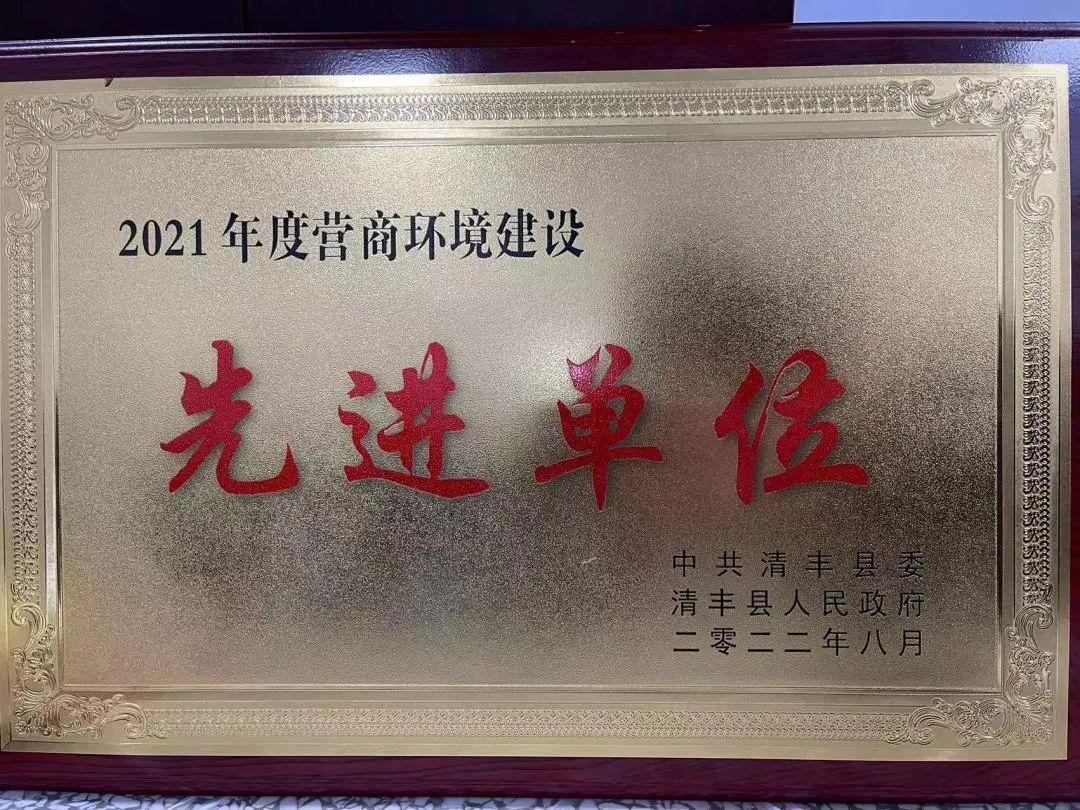 2021年度营商环境建设
先进单位
中共清丰县委
清丰县人民政府
二零二二年八月